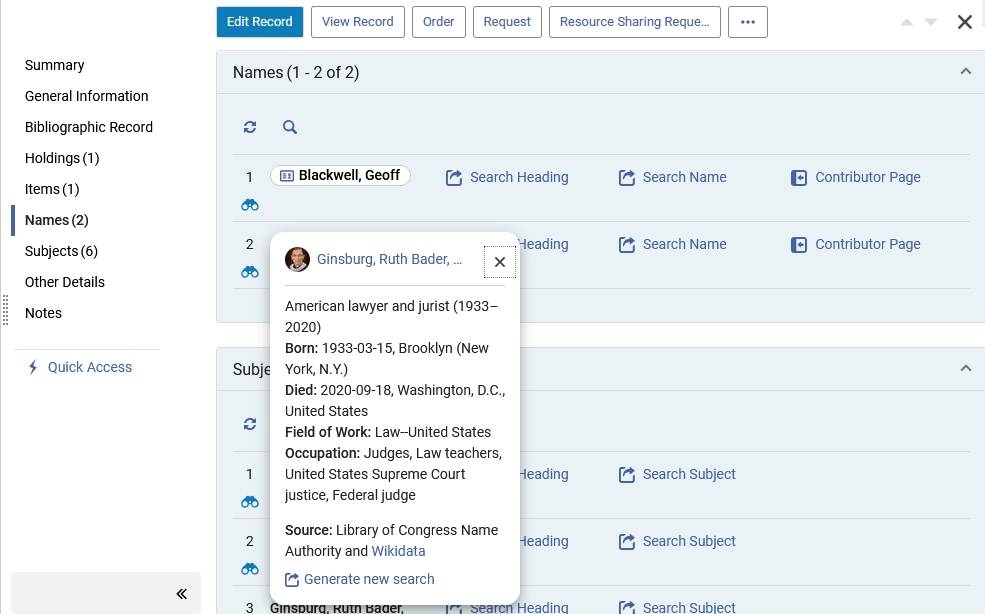 Edit Record View Record Order Request Resource Sharing Reque... ...
Summary
General Information
Bibliographic Record
Holdings (1)
Items (1)
Names (2)
Subjects (6)
Other Details
Notes
Quick Access
Names (1 - 2 of 2)
1 Blackwell, Geoff Search Heading Search Name Contributor Page
2 Heading Search Name Contributor Page
Ginsburg, Ruth Bader, ...
American lawyer and jurist (1933–
2020)
Born: 1933-03-15, Brooklyn (New
York, N.Y.)
Died: 2020-09-18, Washington, D.C.,
United States
Field of Work: Law--United States
Occupation: Judges, Law teachers,
United States Supreme Court
justice, Federal judge
Source: Library of Congress Name
Authority and Wikidata
Generate new search
Subje
1 Heading Search Subject
2 Heading Search Subject
3 Ginsburg, Ruth Bader, Search Heading Search Subject